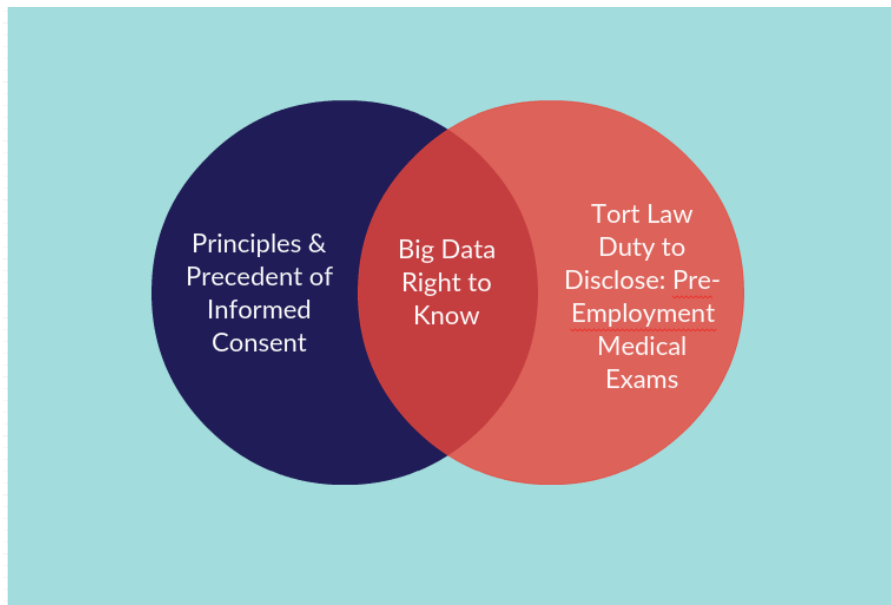 Principles &
Precedent of
Informed
Consent
Big Data
Right to
Know
Tort Law
Duty to
Disclose: Pre-
Employment
Medical
Exams